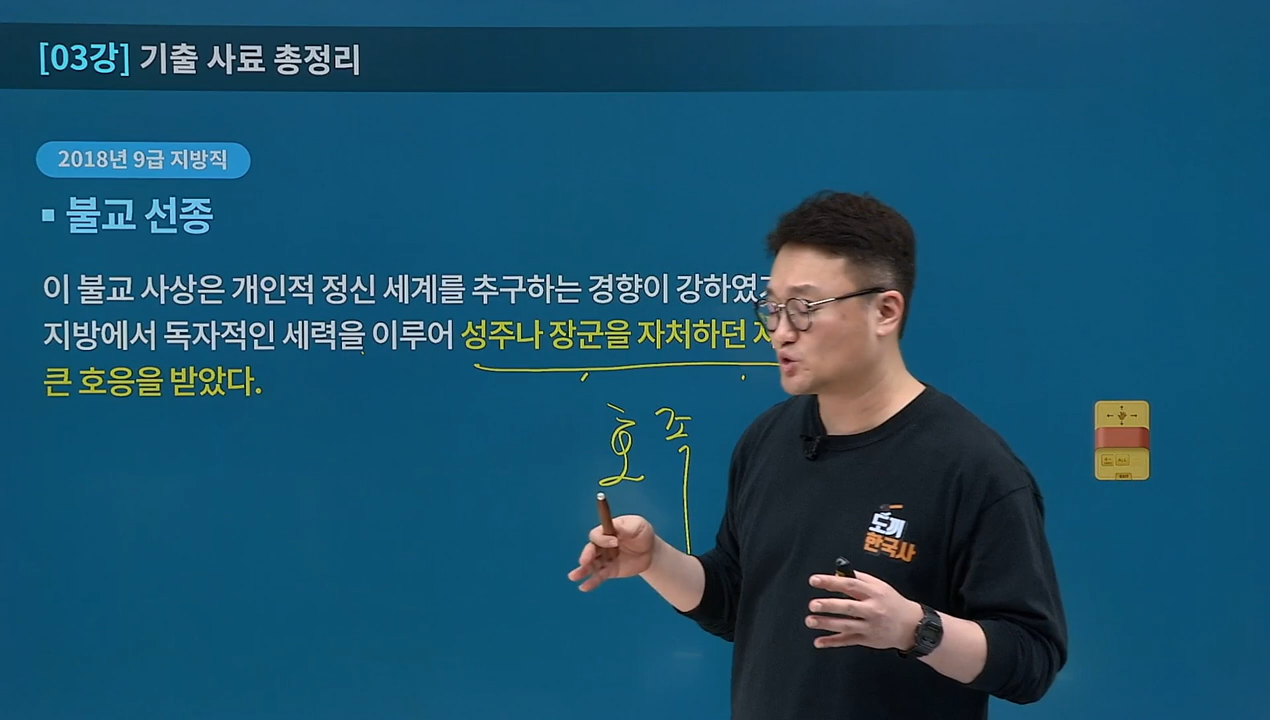 [03강] 기출 사료 총정리
2018년 9급 지방직
▪ 불교 선종
이 불교 사상은 개인적 정신 세계를 추구하는 경향이 강하였
지방에서 독자적인 세력을 이루어 성주나 장군을 자처하던
큰 호응을 받았다.
호족
도끼
한국사